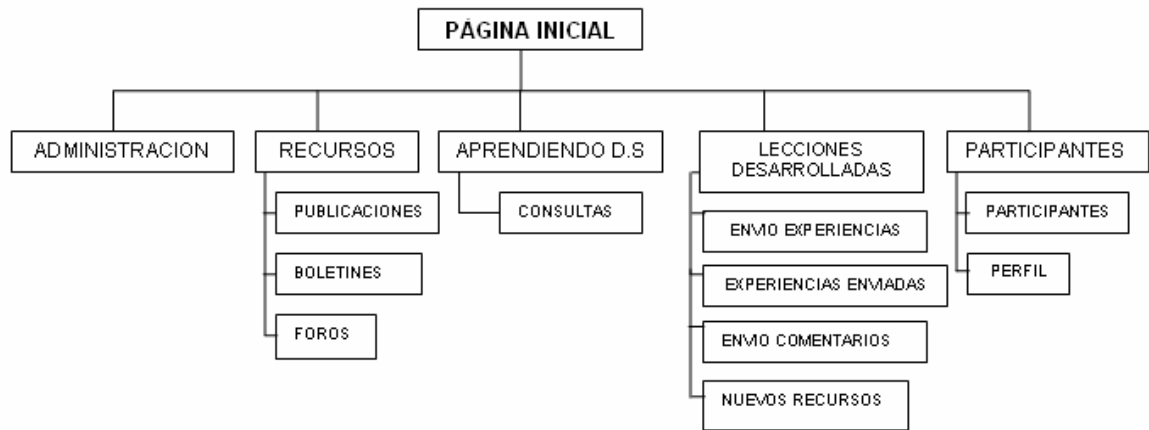 PÁGINA INICIAL
ADMINISTRACION
RECURSOS
PUBLICACIONES
BOLETINES
FOROS
APRENDIENDO D.S
CONSULTAS
LECCIONES
DESARROLLADAS
ENVIO EXPERIENCIAS
EXPERIENCIAS ENVIADAS
ENVIO COMENTARIOS
NUEVOS RECURSOS
PARTICIPANTES
PARTICIPANTES
PERFIL